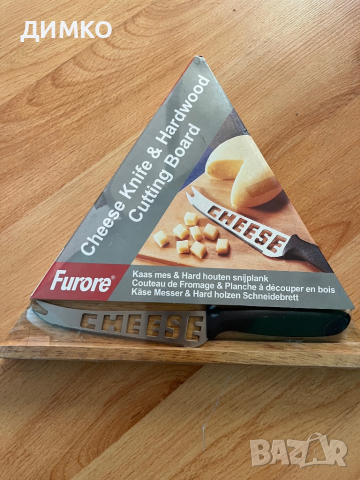 ДИМКО
Cheese Knife & Hardwood
Cutting Board
CHEESE
Furore®
Kaas mes & Hard houten snijplank
Couteau de Fromage & Planche à découper en bois
Käse Messer & Hard holzen Schneidebrett
CHEESE
BAZAR